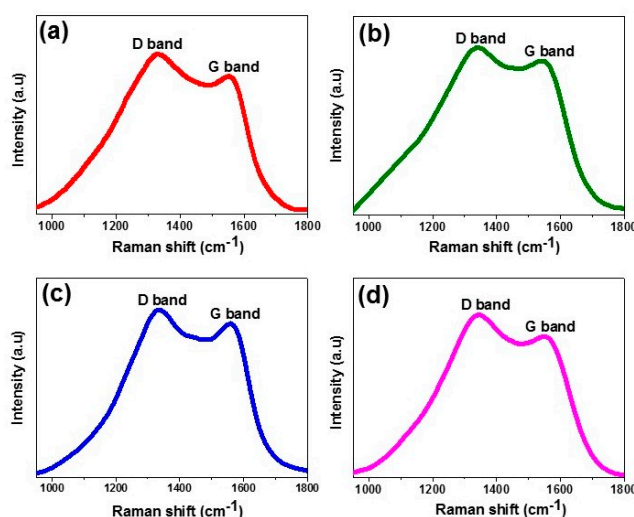 (a)
D band
G band
Intensity (a.u)
1000 1200 1400 1600 1800
Raman shift (cm-1)
(b)
D band
G band
Intensity (a.u)
1000 1200 1400 1600 1800
Raman shift (cm-1)
(c)
D band
G band
Intensity (a.u)
1000 1200 1400 1600 1800
Raman shift (cm-1)
(d)
D band
G band
Intensity (a.u)
1000 1200 1400 1600 1800
Raman shift (cm-1)